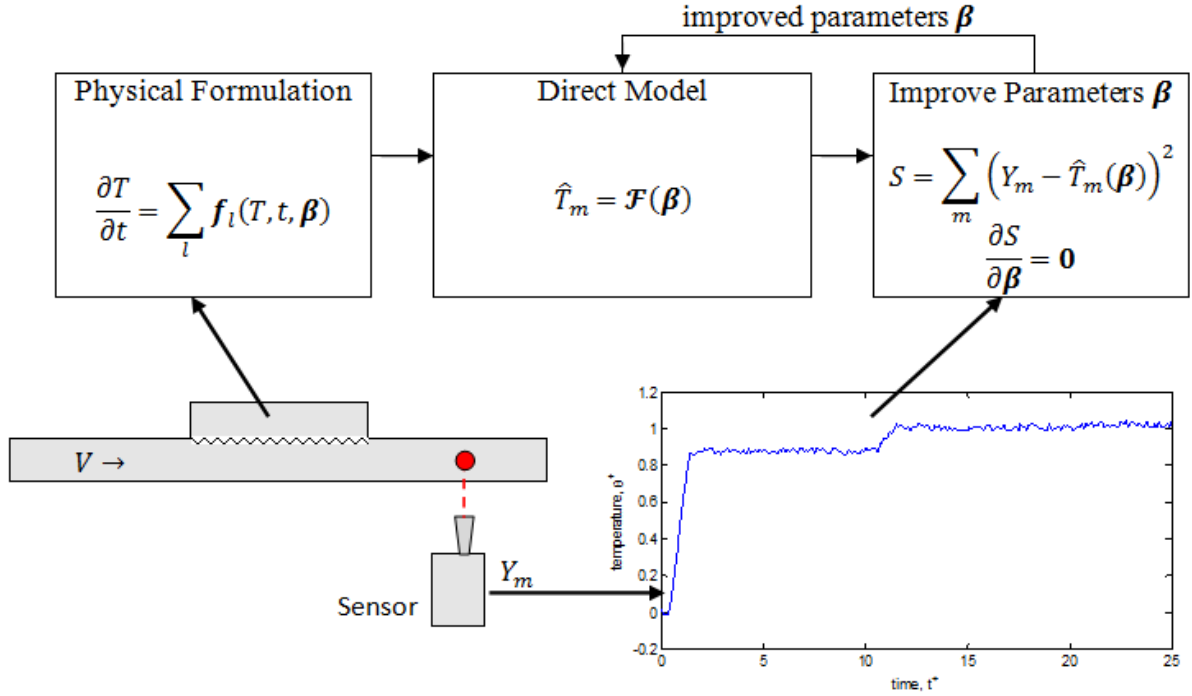 improved parameters β
Physical Formulation
∂T/∂t = ∑_l f_l(T, t, β)
Direct Model
T̂_m = ℱ(β)
Improve Parameters β
S = ∑_m (Y_m − T̂_m(β))²
∂S/∂β = 0
V →
Sensor
Y_m
temperature, θ⁺
1.2
1
0.8
0.6
0.4
0.2
0
-0.2
0 5 10 15 20 25
time, t⁺